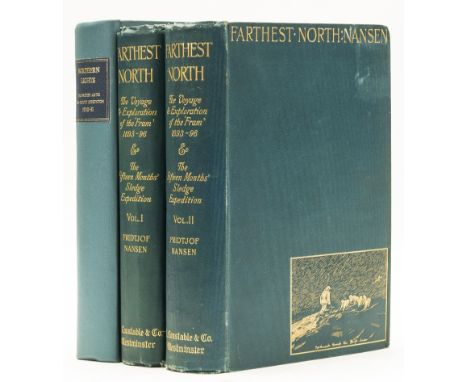 NORTHERN
LIGHTS
1930-31
FARTHEST
NORTH
The Voyage
& Exploration
of the 'Fram'
1893-96
&
The
Fifteen Months'
Sledge
Expedition
VOL. I
FRIDTJOF
NANSEN
Constable & Co.
Westminster
FARTHEST
NORTH
The Voyage
& Exploration
of the 'Fram'
1893-96
&
The
Fifteen Months'
Sledge
Expedition
VOL. II
FRIDTJOF
NANSEN
Constable & Co.
Westminster
FARTHEST·NORTH:NANSEN